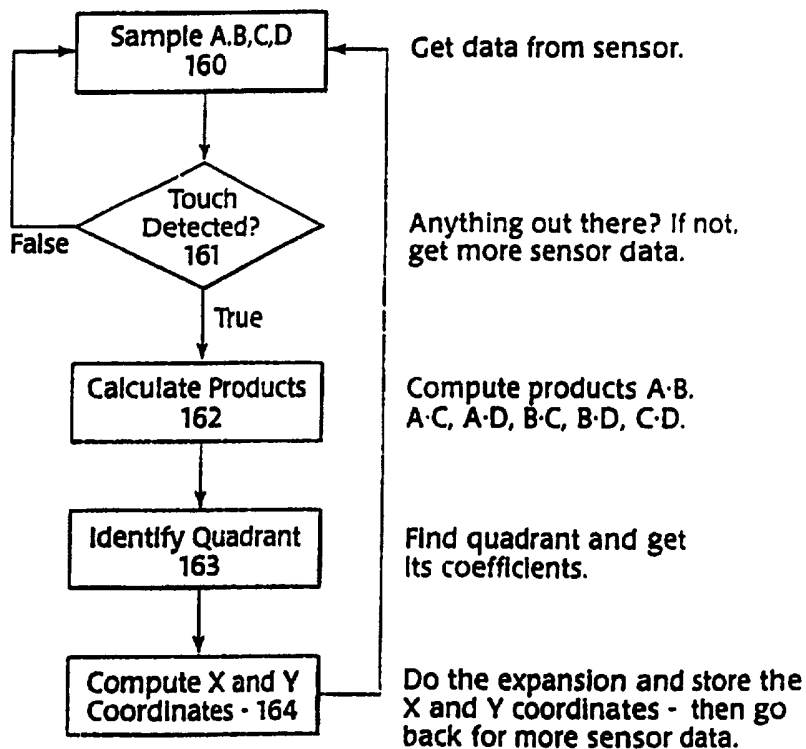 Sample A.B,C,D
160
Get data from sensor.
Touch
Detected?
161
False
Anything out there? If not,
get more sensor data.
True
Calculate Products
162
Compute products A·B.
A·C, A·D, B·C, B·D, C·D.
Identify Quadrant
163
Find quadrant and get
its coefficients.
Compute X and Y
Coordinates - 164
Do the expansion and store the
X and Y coordinates - then go
back for more sensor data.